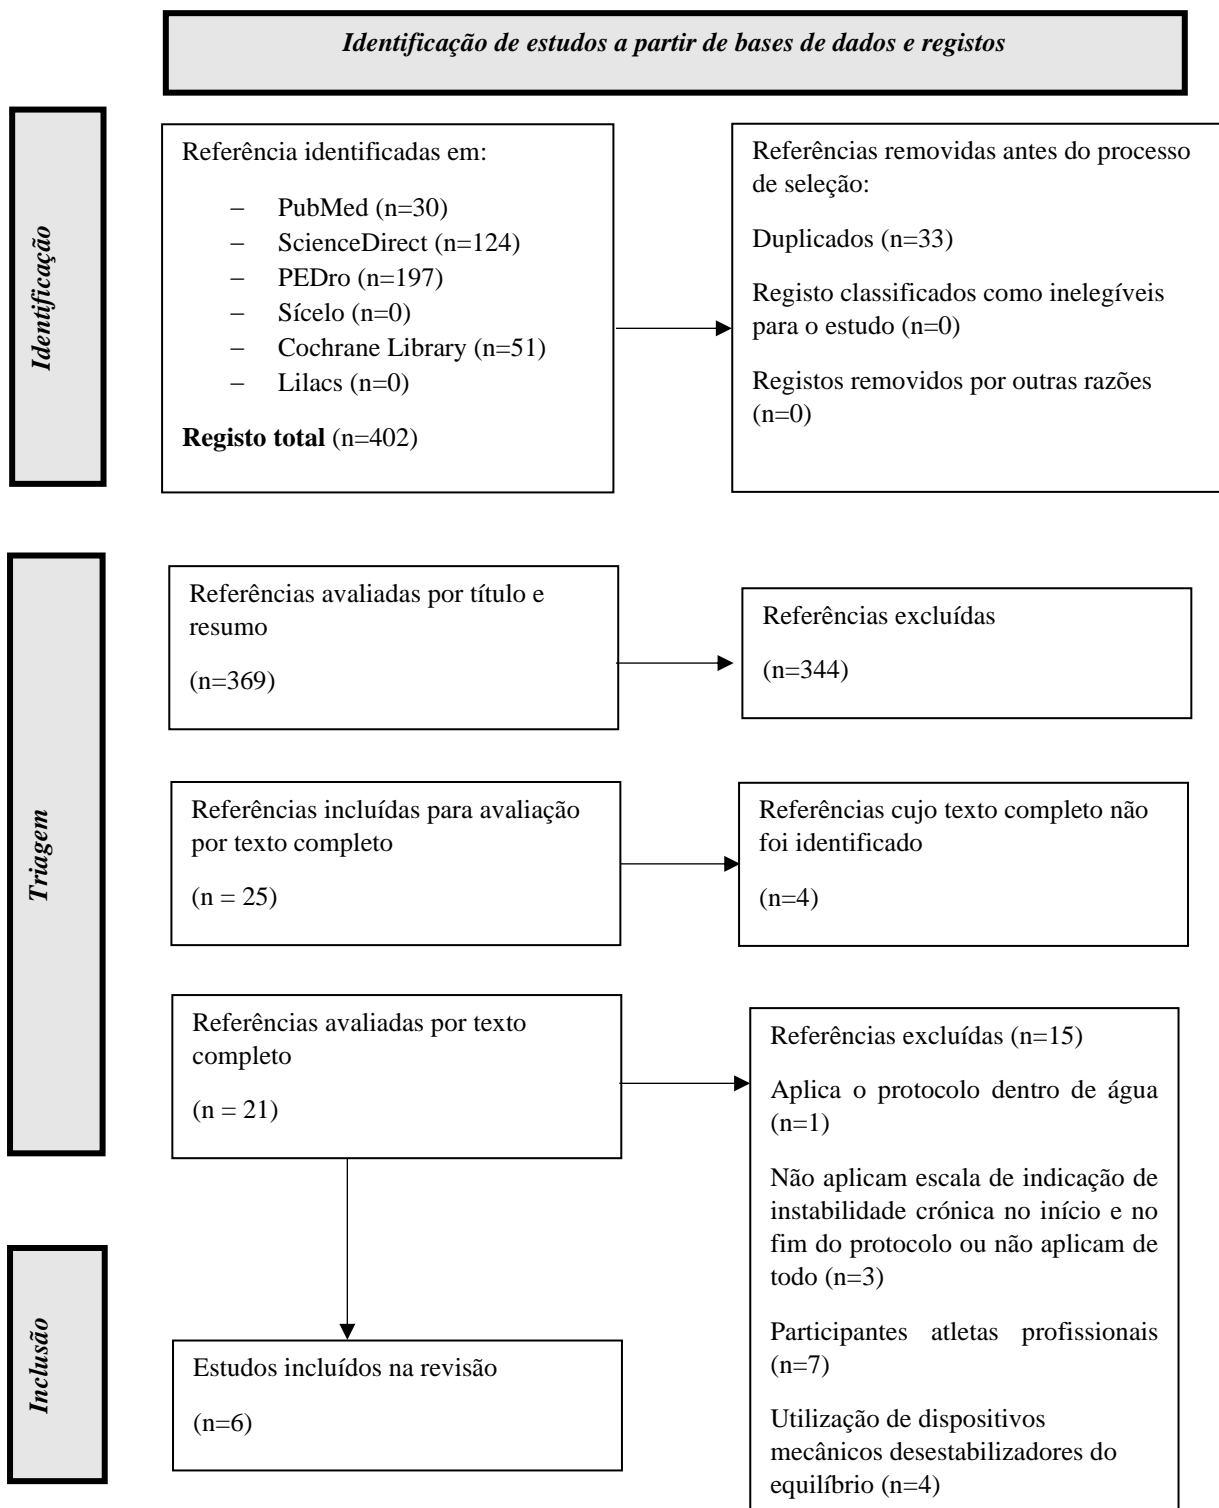 Identificação de estudos a partir de bases de dados e registos
Identificação
Referência identificadas em:
– PubMed (n=30)
– ScienceDirect (n=124)
– PEDro (n=197)
– Sícelo (n=0)
– Cochrane Library (n=51)
– Lilacs (n=0)
Registo total (n=402)
Referências removidas antes do processo
de seleção:
Duplicados (n=33)
Registo classificados como inelegíveis
para o estudo (n=0)
Registos removidos por outras razões
(n=0)
Triagem
Referências avaliadas por título e
resumo
(n=369)
Referências excluídas
(n=344)
Referências incluídas para avaliação
por texto completo
(n = 25)
Referências cujo texto completo não
foi identificado
(n=4)
Referências avaliadas por texto
completo
(n = 21)
Referências excluídas (n=15)
Aplica o protocolo dentro de água
(n=1)
Não aplicam escala de indicação de
instabilidade crónica no início e no
fim do protocolo ou não aplicam de
todo (n=3)
Participantes atletas profissionais
(n=7)
Utilização de dispositivos
mecânicos desestabilizadores do
equilíbrio (n=4)
Inclusão
Estudos incluídos na revisão
(n=6)